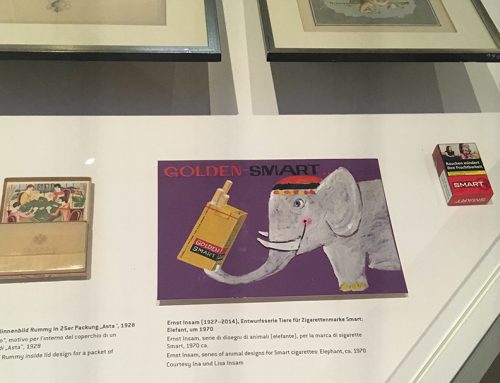 GOLDEN SMART
GOLDEN
SMART
Rauchen mindert
Ihre Fruchtbarkeit
SMART
Innenbild Rummy in 25er Packung „Asta“, 1928
motivo per l'interno del coperchio di un
di „Asta“, 1928
Rummy inside lid design for a packet of
Ernst Insam (1927–2014), Entwurfsserie Tiere für Zigarettenmarke Smart:
Elefant, um 1970
Ernst Insam, serie di disegni di animali (elefante), per la marca di sigarette
Smart, 1970 ca.
Ernst Insam, series of animal designs for Smart cigarettes: Elephant, ca. 1970
Courtesy Ina und Lisa Insam